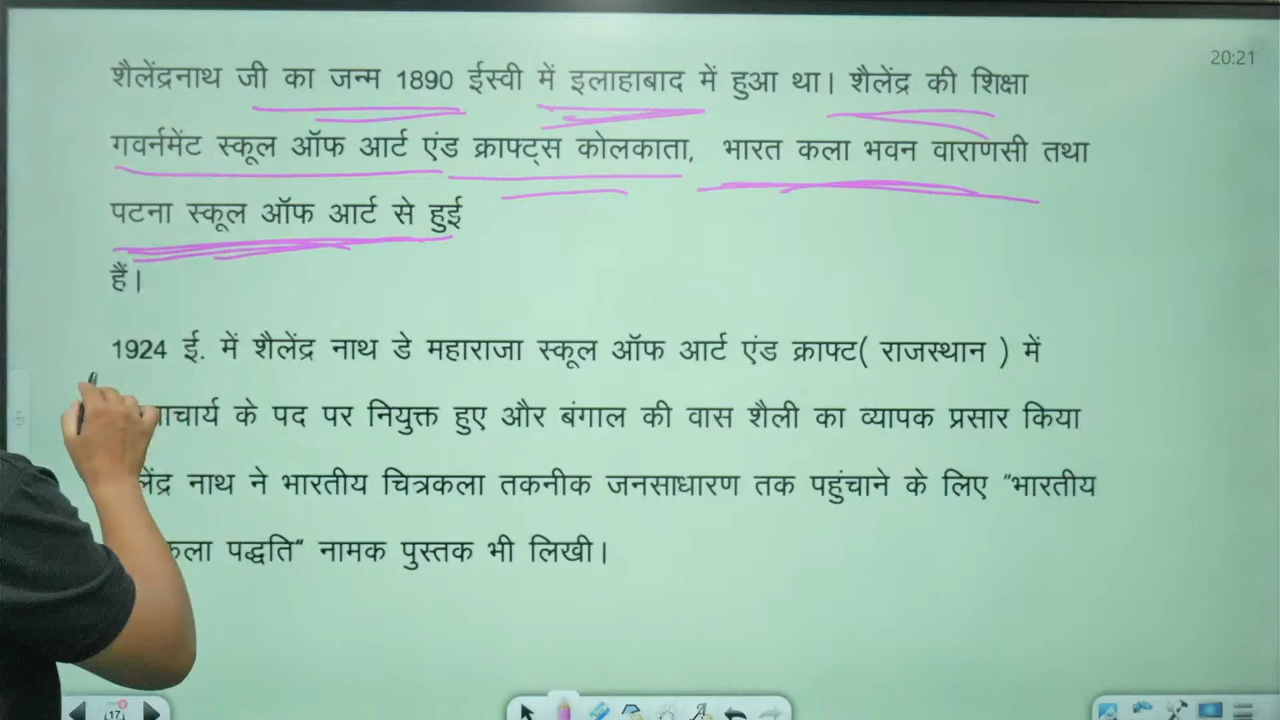 20:21
शैलेंद्रनाथ जी का जन्म 1890 ईस्वी में इलाहाबाद में हुआ था। शैलेंद्र की शिक्षा
गवर्नमेंट स्कूल ऑफ आर्ट एंड क्राफ्ट्स कोलकाता, भारत कला भवन वाराणसी तथा
पटना स्कूल ऑफ आर्ट से हुई
हैं।
1924 ई. में शैलेंद्र नाथ डे महाराजा स्कूल ऑफ आर्ट एंड क्राफ्ट( राजस्थान ) में
के पद पर नियुक्त हुए और बंगाल की वास शैली का व्यापक प्रसार किया
नाथ ने भारतीय चित्रकला तकनीक जनसाधारण तक पहुंचाने के लिए "भारतीय
पद्धति" नामक पुस्तक भी लिखी।
17